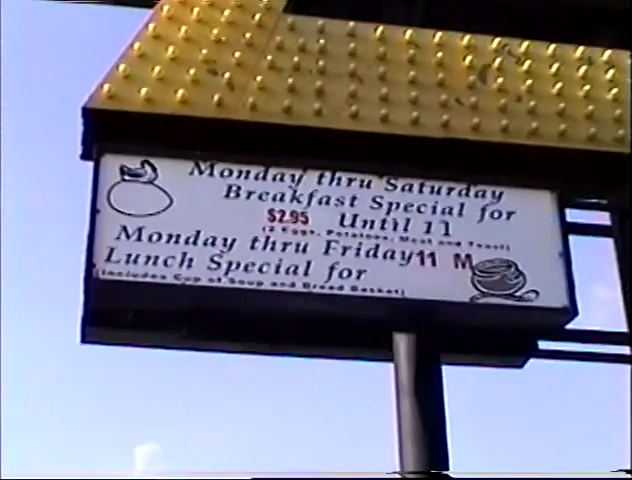 Monday thru Saturday
Breakfast Special for
$2.95 Until 11
(2 Eggs, Potatoes, Meat and Toast)
Monday thru Friday 11 M
Lunch Special for
(Includes Cup of Soup and Bread Basket)